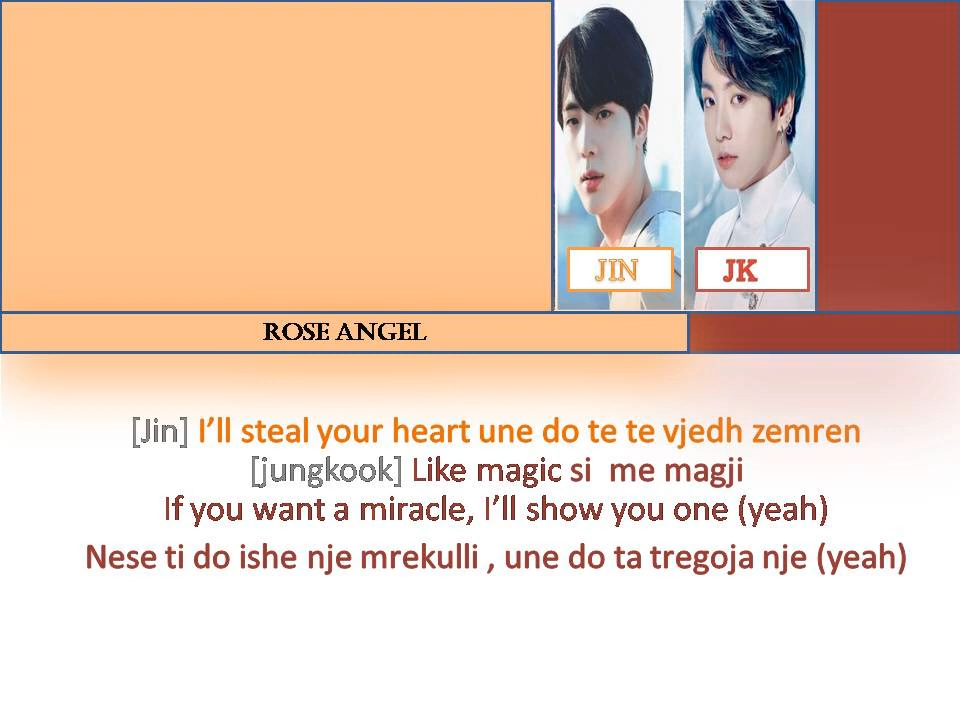 JIN
JK
ROSE ANGEL
[Jin] I’ll steal your heart une do te te vjedh zemren
[jungkook] Like magic si me magji
If you want a miracle, I’ll show you one (yeah)
Nese ti do ishe nje mrekulli , une do ta tregoja nje (yeah)